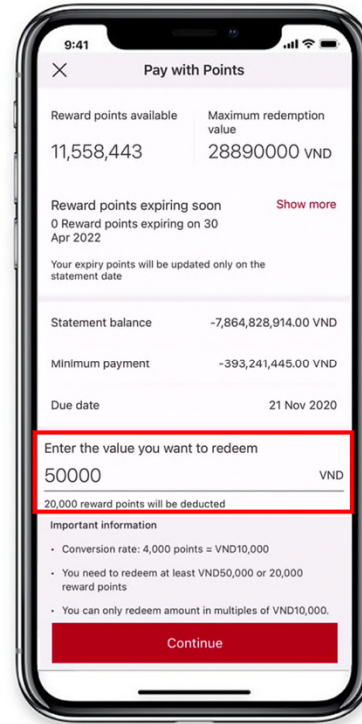 9:41
Pay with Points
Reward points available
Maximum redemption
value
11,558,443
28890000 VND
Reward points expiring
soon
Show more
0 Reward points expiring on 30
Apr 2022
Your expiry points will be updated only on the
statement date
Statement balance
-7,864,828,914.00 VND
Minimum payment
-393,241,445.00 VND
Due date
21 Nov 2020
Enter the value you want to redeem
50000
VND
20,000 reward points will be deducted
Important information
• Conversion rate: 4,000 points = VND10,000
• You need to redeem at least VND50,000 or 20,000
reward points
• You can only redeem amount in multiples of VND10,000.
Continue